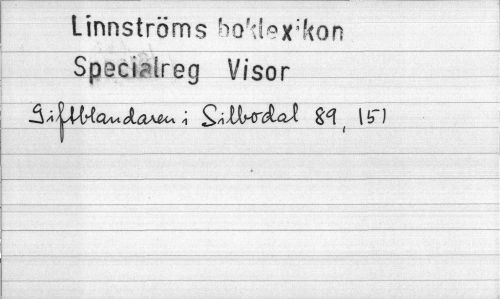 Linnströms boklexikon
Specialreg Visor
Giftblandaren i Silbodal 89, 151